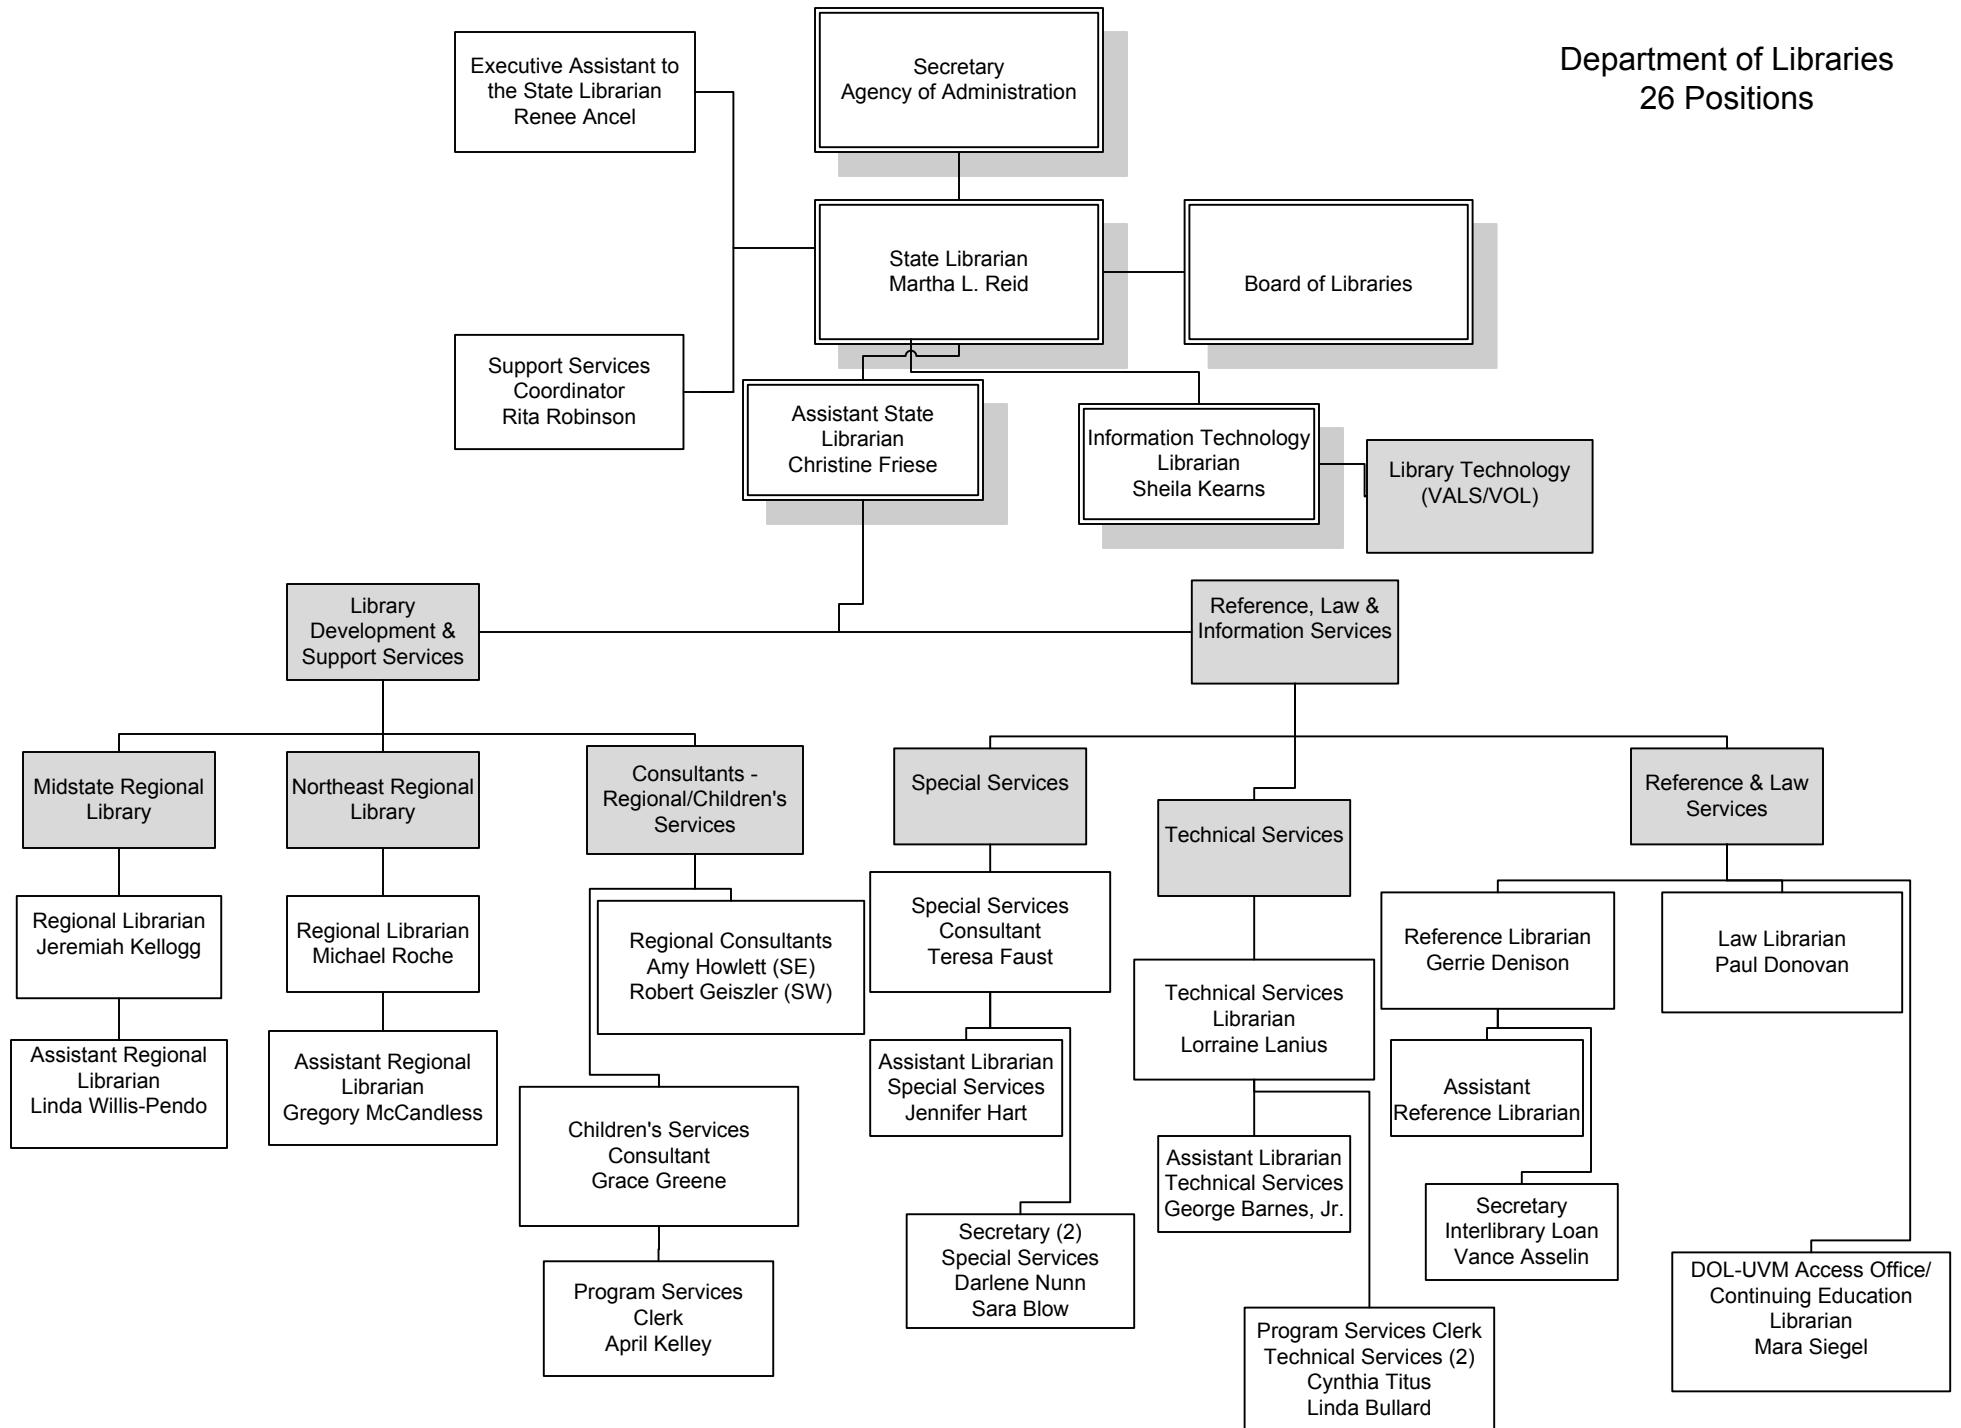 Department of Libraries
26 Positions
Executive Assistant to
the State Librarian
Renee Ancel
Secretary
Agency of Administration
State Librarian
Martha L. Reid
Board of Libraries
Support Services
Coordinator
Rita Robinson
Assistant State
Librarian
Christine Friese
Information Technology
Librarian
Sheila Kearns
Library Technology
(VALS/VOL)
Library
Development &
Support Services
Reference, Law &
Information Services
Midstate Regional
Library
Northeast Regional
Library
Consultants -
Regional/Children's
Services
Special Services
Technical Services
Reference & Law
Services
Regional Librarian
Jeremiah Kellogg
Regional Librarian
Michael Roche
Regional Consultants
Amy Howlett (SE)
Robert Geiszler (SW)
Special Services
Consultant
Teresa Faust
Technical Services
Librarian
Lorraine Lanius
Reference Librarian
Gerrie Denison
Law Librarian
Paul Donovan
Assistant Regional
Librarian
Linda Willis-Pendo
Assistant Regional
Librarian
Gregory McCandless
Children's Services
Consultant
Grace Greene
Assistant Librarian
Special Services
Jennifer Hart
Assistant Librarian
Technical Services
George Barnes, Jr.
Assistant
Reference Librarian
Secretary
Interlibrary Loan
Vance Asselin
Program Services
Clerk
April Kelley
Secretary (2)
Special Services
Darlene Nunn
Sara Blow
Program Services Clerk
Technical Services (2)
Cynthia Titus
Linda Bullard
DOL-UVM Access Office/
Continuing Education
Librarian
Mara Siegel